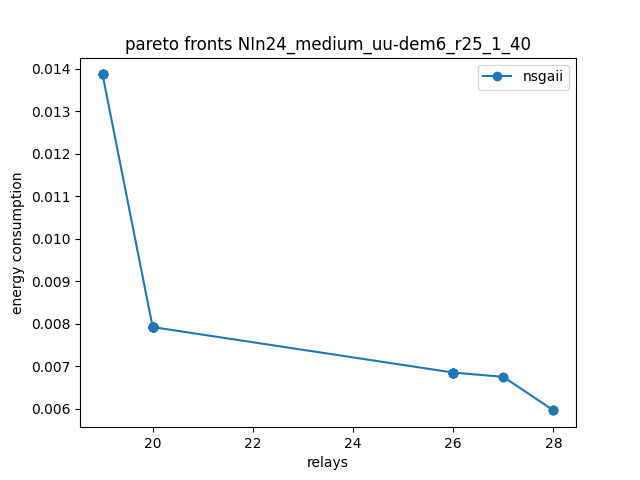 pareto fronts NIn24_medium_uu-dem6_r25_1_40
nsgaii
0.014
0.013
0.012
0.011
0.010
0.009
0.008
0.007
0.006
energy consumption
20 22 24 26 28
relays